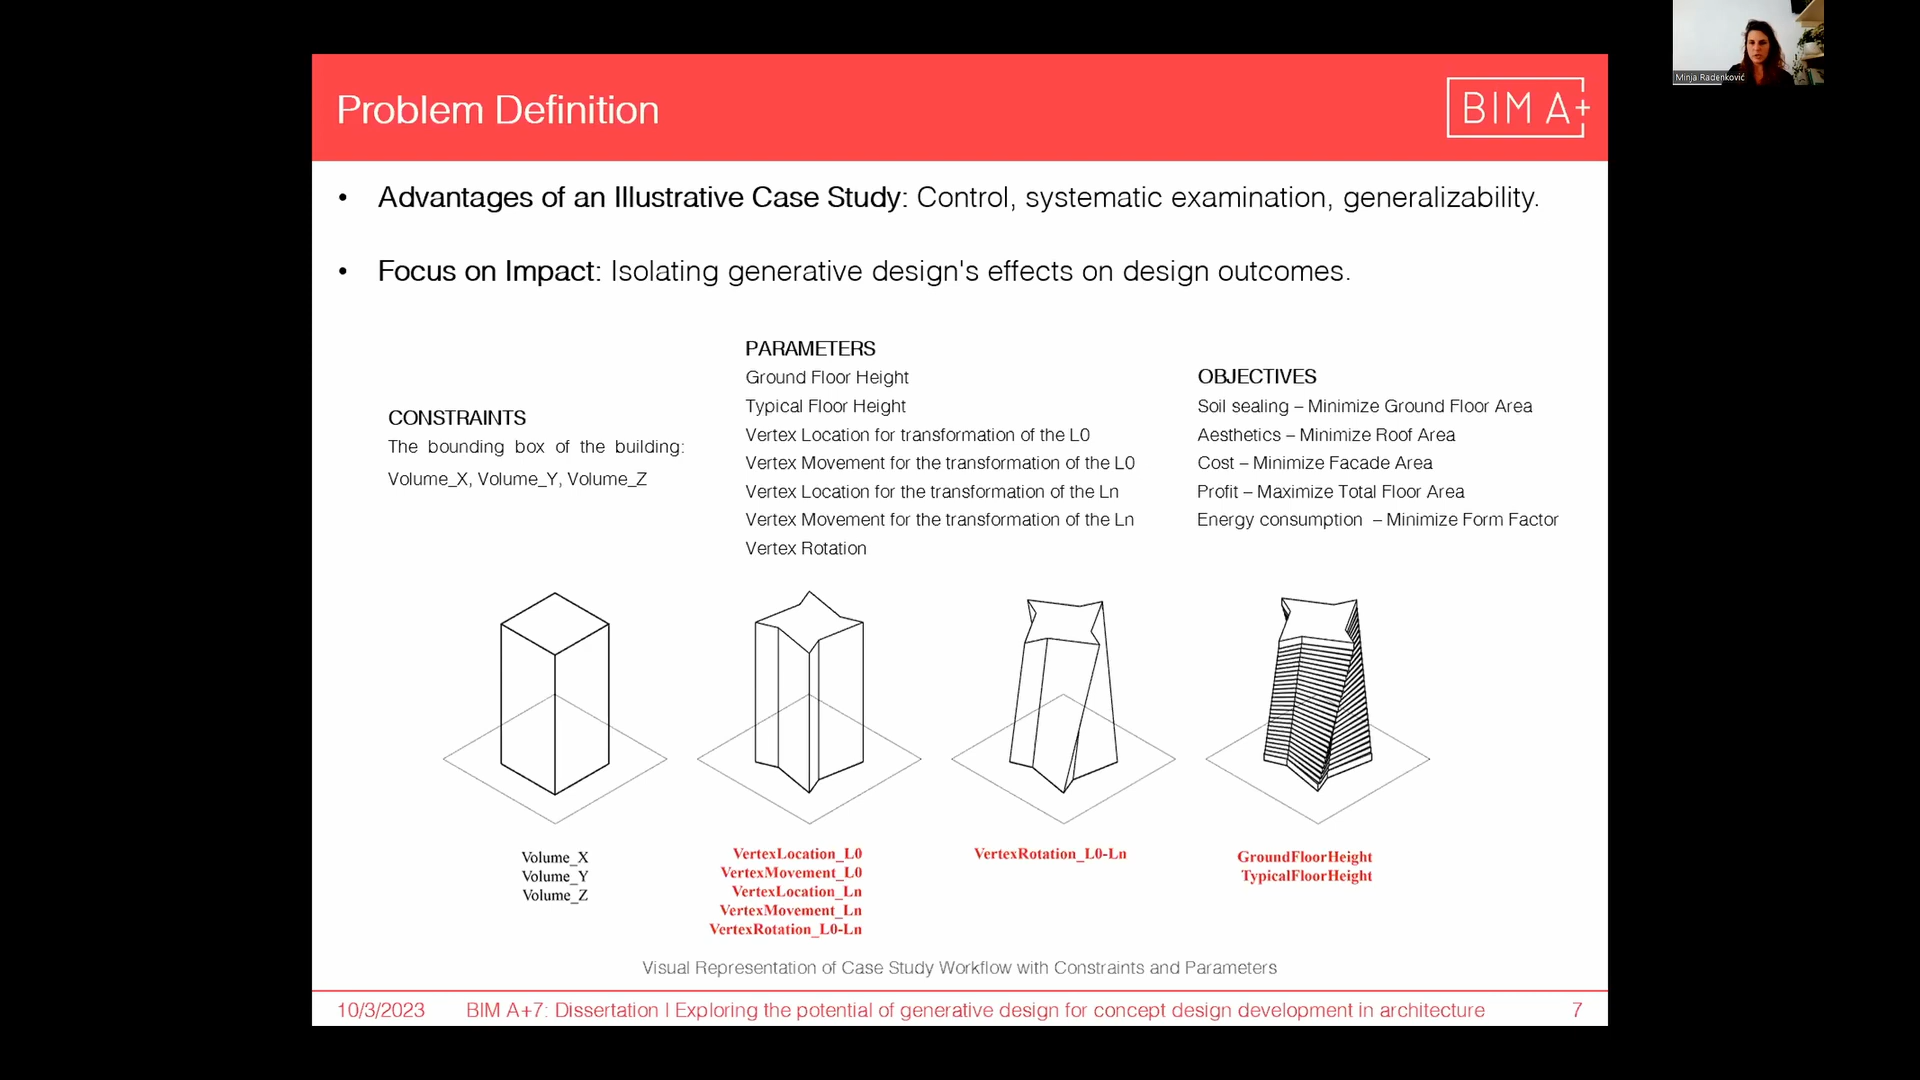 Minja Radenković
Problem Definition
BIM A+
• Advantages of an Illustrative Case Study: Control, systematic examination, generalizability.
• Focus on Impact: Isolating generative design's effects on design outcomes.
CONSTRAINTS
The bounding box of the building:
Volume_X, Volume_Y, Volume_Z
PARAMETERS
Ground Floor Height
Typical Floor Height
Vertex Location for transformation of the L0
Vertex Movement for the transformation of the L0
Vertex Location for the transformation of the Ln
Vertex Movement for the transformation of the Ln
Vertex Rotation
OBJECTIVES
Soil sealing – Minimize Ground Floor Area
Aesthetics – Minimize Roof Area
Cost – Minimize Facade Area
Profit – Maximize Total Floor Area
Energy consumption – Minimize Form Factor
Volume_X
Volume_Y
Volume_Z
VertexLocation_L0
VertexMovement_L0
VertexLocation_Ln
VertexMovement_Ln
VertexRotation_L0-Ln
VertexRotation_L0-Ln
GroundFloorHeight
TypicalFloorHeight
Visual Representation of Case Study Workflow with Constraints and Parameters
10/3/2023 BIM A+7: Dissertation | Exploring the potential of generative design for concept design development in architecture 7